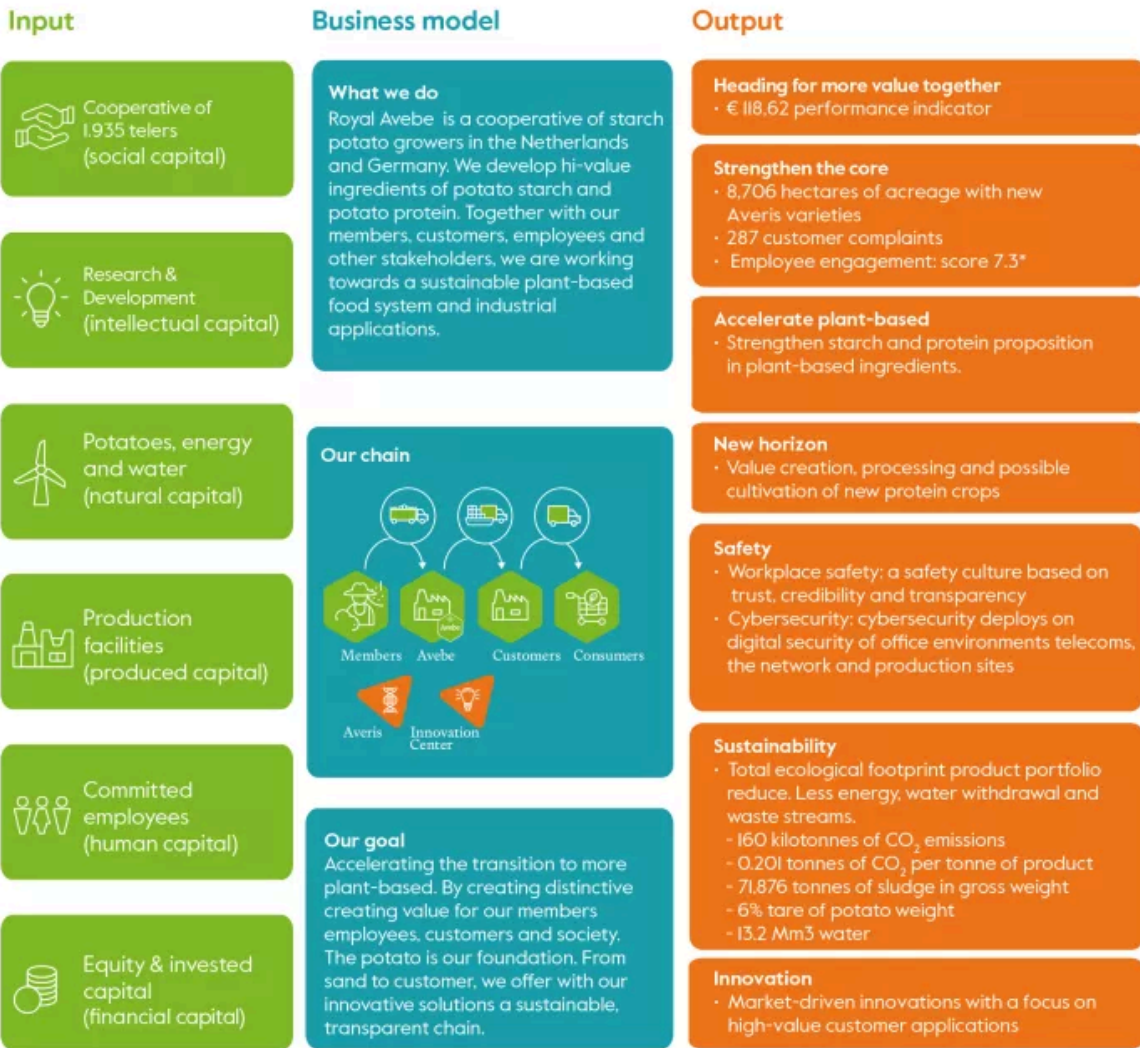 Input
Cooperative of
1.935 telers
(social capital)
Research &
Development
(intellectual capital)
Potatoes, energy
and water
(natural capital)
Production
facilities
(produced capital)
Committed
employees
(human capital)
Equity & invested
capital
(financial capital)
Business model
What we do
Royal Avebe is a cooperative of starch
potato growers in the Netherlands
and Germany. We develop hi-value
ingredients of potato starch and
potato protein. Together with our
members, customers, employees and
other stakeholders, we are working
towards a sustainable plant-based
food system and industrial
applications.
Our chain
Avebe
Members Avebe Customers Consumers
Averis Innovation
Center
Our goal
Accelerating the transition to more
plant-based. By creating distinctive
creating value for our members
employees, customers and society.
The potato is our foundation. From
sand to customer, we offer with our
innovative solutions a sustainable,
transparent chain.
Output
Heading for more value together
· € 118,62 performance indicator
Strengthen the core
· 8,706 hectares of acreage with new
Averis varieties
· 287 customer complaints
· Employee engagement: score 7.3*
Accelerate plant-based
· Strengthen starch and protein proposition
in plant-based ingredients.
New horizon
· Value creation, processing and possible
cultivation of new protein crops
Safety
· Workplace safety: a safety culture based on
trust, credibility and transparency
· Cybersecurity: cybersecurity deploys on
digital security of office environments telecoms,
the network and production sites
Sustainability
· Total ecological footprint product portfolio
reduce. Less energy, water withdrawal and
waste streams.
- 160 kilotonnes of CO₂ emissions
- 0.201 tonnes of CO₂ per tonne of product
- 71,876 tonnes of sludge in gross weight
- 6% tare of potato weight
- 13.2 Mm3 water
Innovation
· Market-driven innovations with a focus on
high-value customer applications